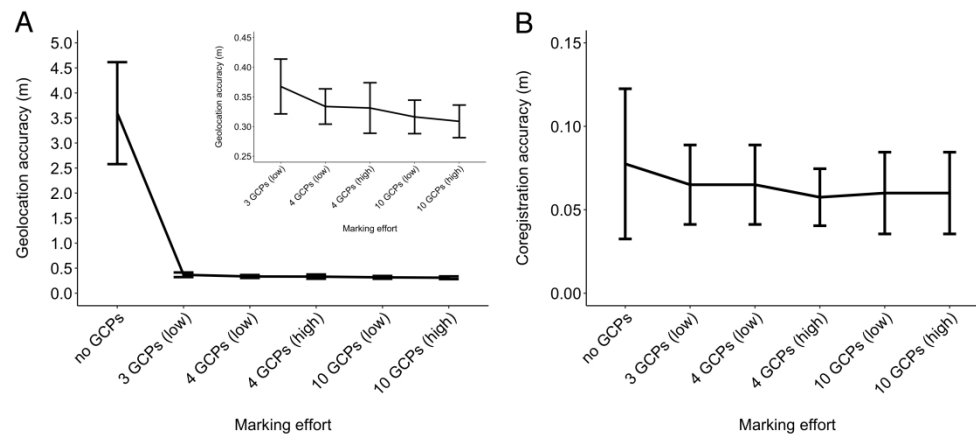 A
Geolocation accuracy (m)
5.0
4.5
4.0
3.5
3.0
2.5
2.0
1.5
1.0
0.5
0.0
no GCPs
3 GCPs (low)
4 GCPs (low)
4 GCPs (high)
10 GCPs (low)
10 GCPs (high)
Marking effort
Geolocation accuracy (m)
0.45
0.40
0.35
0.30
0.25
3 GCPs (low)
4 GCPs (low)
4 GCPs (high)
10 GCPs (low)
10 GCPs (high)
Marking effort
B
Coregistration accuracy (m)
0.15
0.10
0.05
0.00
no GCPs
3 GCPs (low)
4 GCPs (low)
4 GCPs (high)
10 GCPs (low)
10 GCPs (high)
Marking effort